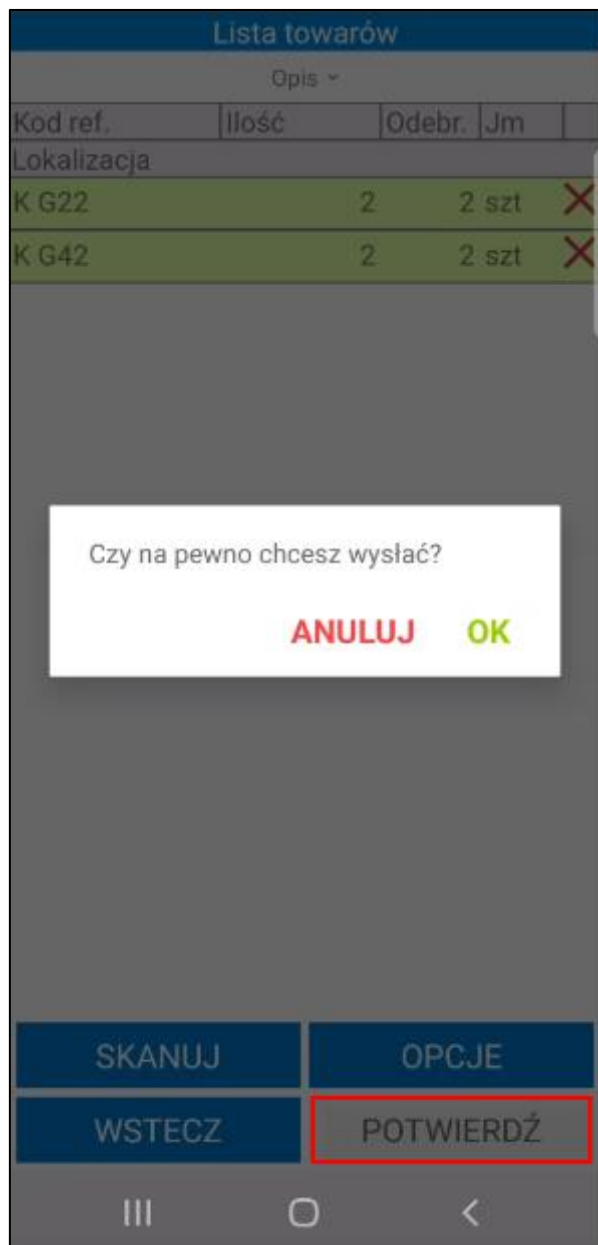 Lista towarów
Opis
Kod ref. Ilość Odebr. Jm
Lokalizacja
K G22 2 2 szt
K G42 2 2 szt
Czy na pewno chcesz wysłać?
ANULUJ OK
SKANUJ OPCJE
WSTECZ POTWIERDŹ